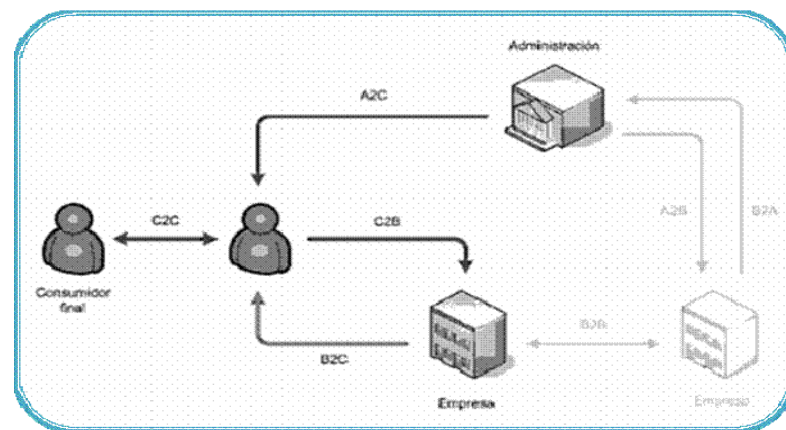 Administración
A2C
C2C
C2B
A2B
B2A
Consumidor
final
B2B
B2C
Empresa
Empresa